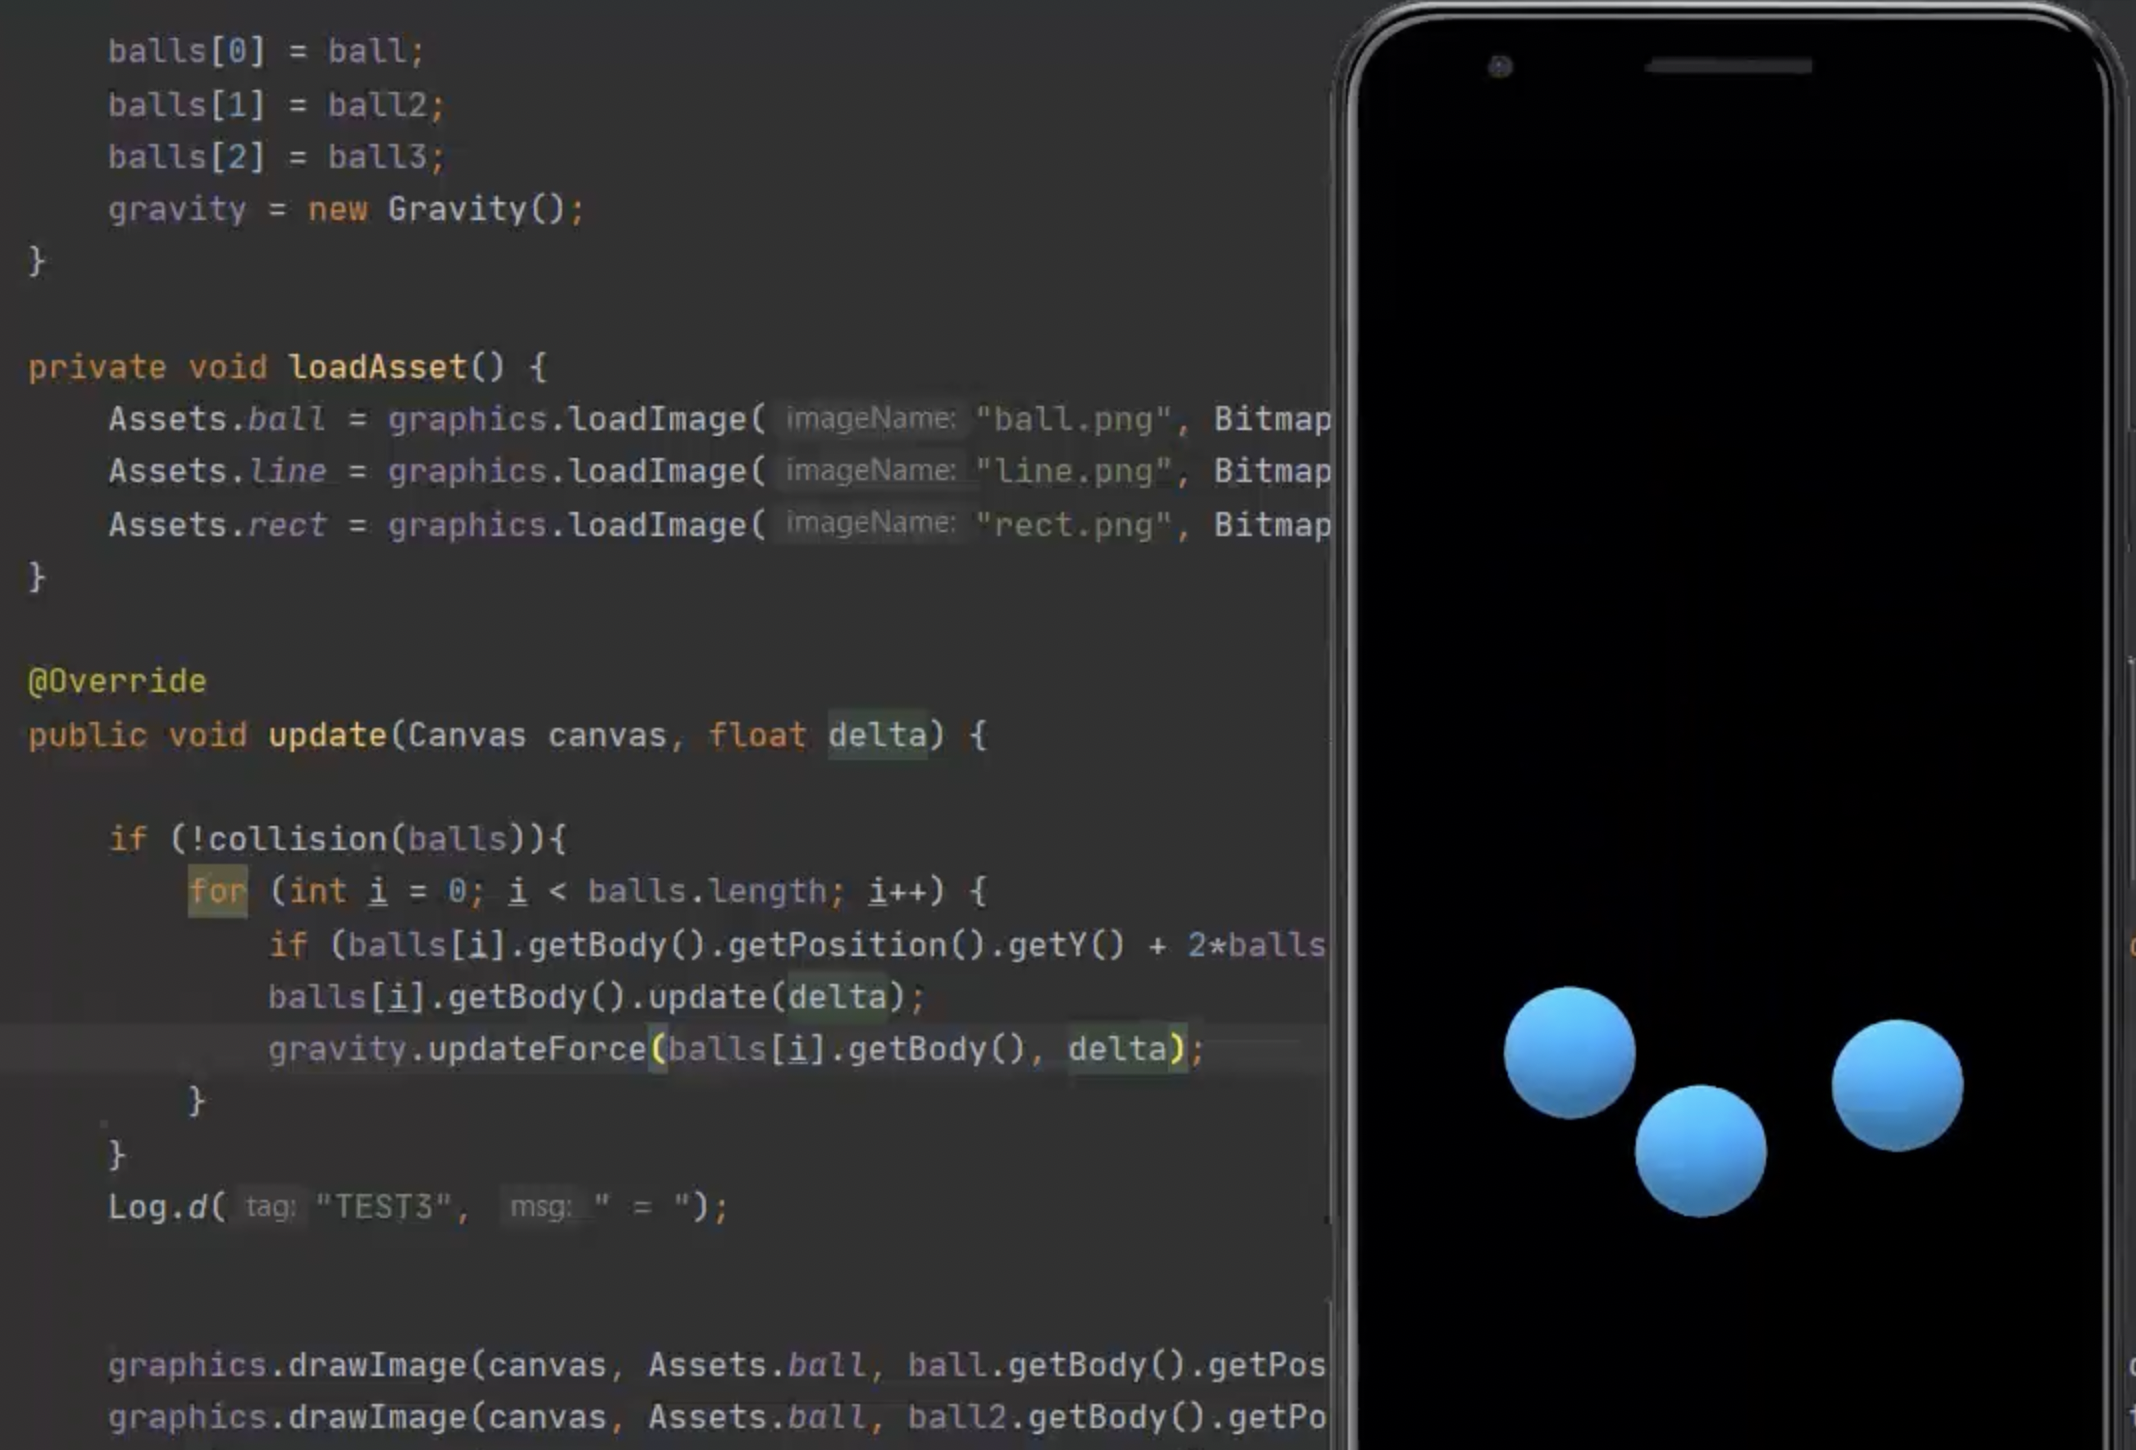 balls[0] = ball;
balls[1] = ball2;
balls[2] = ball3;
gravity = new Gravity();
}
private void loadAsset() {
Assets.ball = graphics.loadImage( imageName: "ball.png", Bitmap
Assets.line = graphics.loadImage( imageName: "line.png", Bitmap
Assets.rect = graphics.loadImage( imageName: "rect.png", Bitmap
}
@Override
public void update(Canvas canvas, float delta) {
if (!collision(balls)){
for (int i = 0; i < balls.length; i++) {
if (balls[i].getBody().getPosition().getY() + 2*balls
balls[i].getBody().update(delta);
gravity.updateForce(balls[i].getBody(), delta);
}
}
Log.d( tag: "TEST3", msg: " = ");
graphics.drawImage(canvas, Assets.ball, ball.getBody().getPos
graphics.drawImage(canvas, Assets.ball, ball2.getBody().getPo